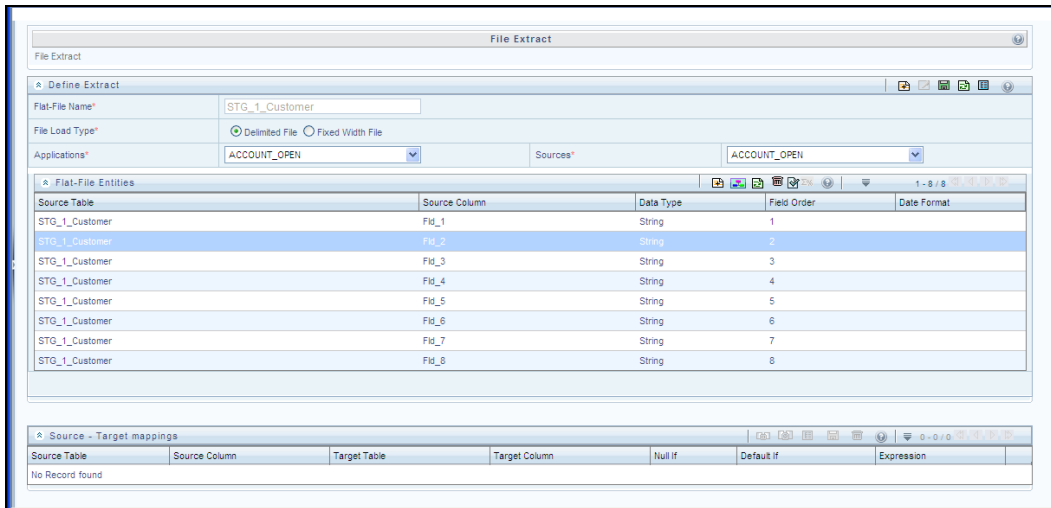 File Extract
File Extract
Define Extract
Flat-File Name* STG_1_Customer
File Load Type* Delimited File Fixed Width File
Applications* ACCOUNT_OPEN Sources* ACCOUNT_OPEN
Flat-File Entities 1 - 8 / 8
Source Table Source Column Data Type Field Order Date Format
STG_1_Customer Fld_1 String 1
STG_1_Customer Fld_2 String 2
STG_1_Customer Fld_3 String 3
STG_1_Customer Fld_4 String 4
STG_1_Customer Fld_5 String 5
STG_1_Customer Fld_6 String 6
STG_1_Customer Fld_7 String 7
STG_1_Customer Fld_8 String 8
Source - Target mappings 0 - 0 / 0
Source Table Source Column Target Table Target Column Null If Default If Expression
No Record found